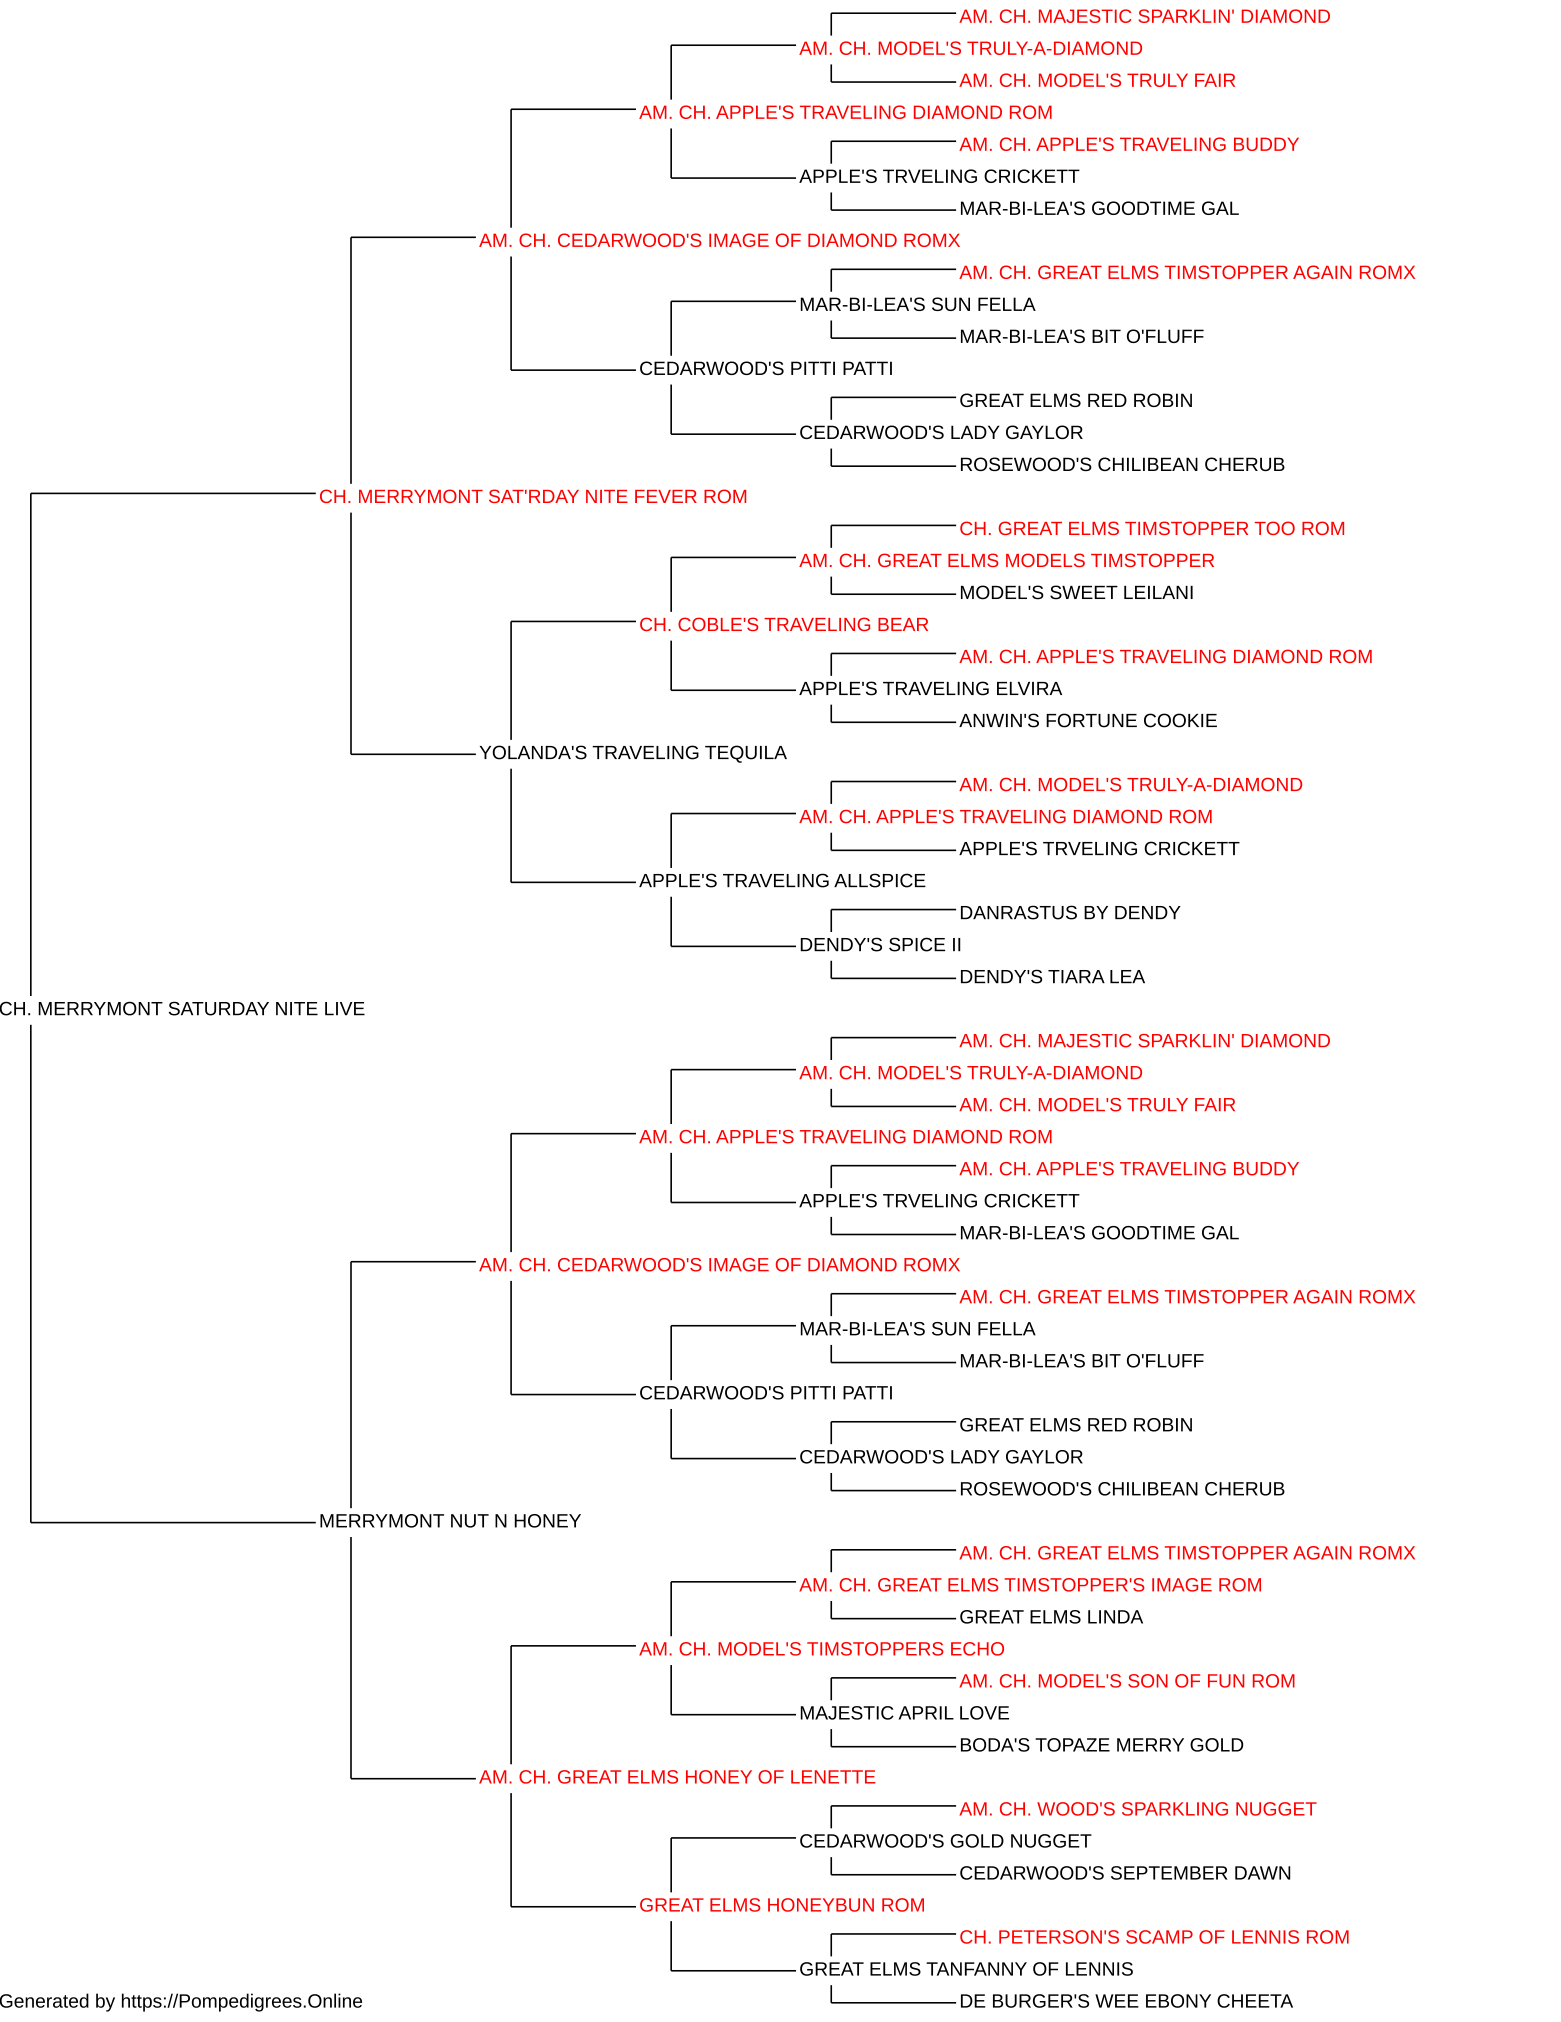 AM. CH. MAJESTIC SPARKLIN' DIAMOND
AM. CH. MODEL'S TRULY-A-DIAMOND
AM. CH. MODEL'S TRULY FAIR
AM. CH. APPLE'S TRAVELING DIAMOND ROM
AM. CH. APPLE'S TRAVELING BUDDY
APPLE'S TRVELING CRICKETT
MAR-BI-LEA'S GOODTIME GAL
AM. CH. CEDARWOOD'S IMAGE OF DIAMOND ROMX
AM. CH. GREAT ELMS TIMSTOPPER AGAIN ROMX
MAR-BI-LEA'S SUN FELLA
MAR-BI-LEA'S BIT O'FLUFF
CEDARWOOD'S PITTI PATTI
GREAT ELMS RED ROBIN
CEDARWOOD'S LADY GAYLOR
ROSEWOOD'S CHILIBEAN CHERUB
CH. MERRYMONT SAT'RDAY NITE FEVER ROM
CH. GREAT ELMS TIMSTOPPER TOO ROM
AM. CH. GREAT ELMS MODELS TIMSTOPPER
MODEL'S SWEET LEILANI
CH. COBLE'S TRAVELING BEAR
AM. CH. APPLE'S TRAVELING DIAMOND ROM
APPLE'S TRAVELING ELVIRA
ANWIN'S FORTUNE COOKIE
YOLANDA'S TRAVELING TEQUILA
AM. CH. MODEL'S TRULY-A-DIAMOND
AM. CH. APPLE'S TRAVELING DIAMOND ROM
APPLE'S TRVELING CRICKETT
APPLE'S TRAVELING ALLSPICE
DANRASTUS BY DENDY
DENDY'S SPICE II
DENDY'S TIARA LEA
CH. MERRYMONT SATURDAY NITE LIVE
AM. CH. MAJESTIC SPARKLIN' DIAMOND
AM. CH. MODEL'S TRULY-A-DIAMOND
AM. CH. MODEL'S TRULY FAIR
AM. CH. APPLE'S TRAVELING DIAMOND ROM
AM. CH. APPLE'S TRAVELING BUDDY
APPLE'S TRVELING CRICKETT
MAR-BI-LEA'S GOODTIME GAL
AM. CH. CEDARWOOD'S IMAGE OF DIAMOND ROMX
AM. CH. GREAT ELMS TIMSTOPPER AGAIN ROMX
MAR-BI-LEA'S SUN FELLA
MAR-BI-LEA'S BIT O'FLUFF
CEDARWOOD'S PITTI PATTI
GREAT ELMS RED ROBIN
CEDARWOOD'S LADY GAYLOR
ROSEWOOD'S CHILIBEAN CHERUB
MERRYMONT NUT N HONEY
AM. CH. GREAT ELMS TIMSTOPPER AGAIN ROMX
AM. CH. GREAT ELMS TIMSTOPPER'S IMAGE ROM
GREAT ELMS LINDA
AM. CH. MODEL'S TIMSTOPPERS ECHO
AM. CH. MODEL'S SON OF FUN ROM
MAJESTIC APRIL LOVE
BODA'S TOPAZE MERRY GOLD
AM. CH. GREAT ELMS HONEY OF LENETTE
AM. CH. WOOD'S SPARKLING NUGGET
CEDARWOOD'S GOLD NUGGET
CEDARWOOD'S SEPTEMBER DAWN
GREAT ELMS HONEYBUN ROM
CH. PETERSON'S SCAMP OF LENNIS ROM
GREAT ELMS TANFANNY OF LENNIS
DE BURGER'S WEE EBONY CHEETA
Generated by https://Pompedigrees.Online